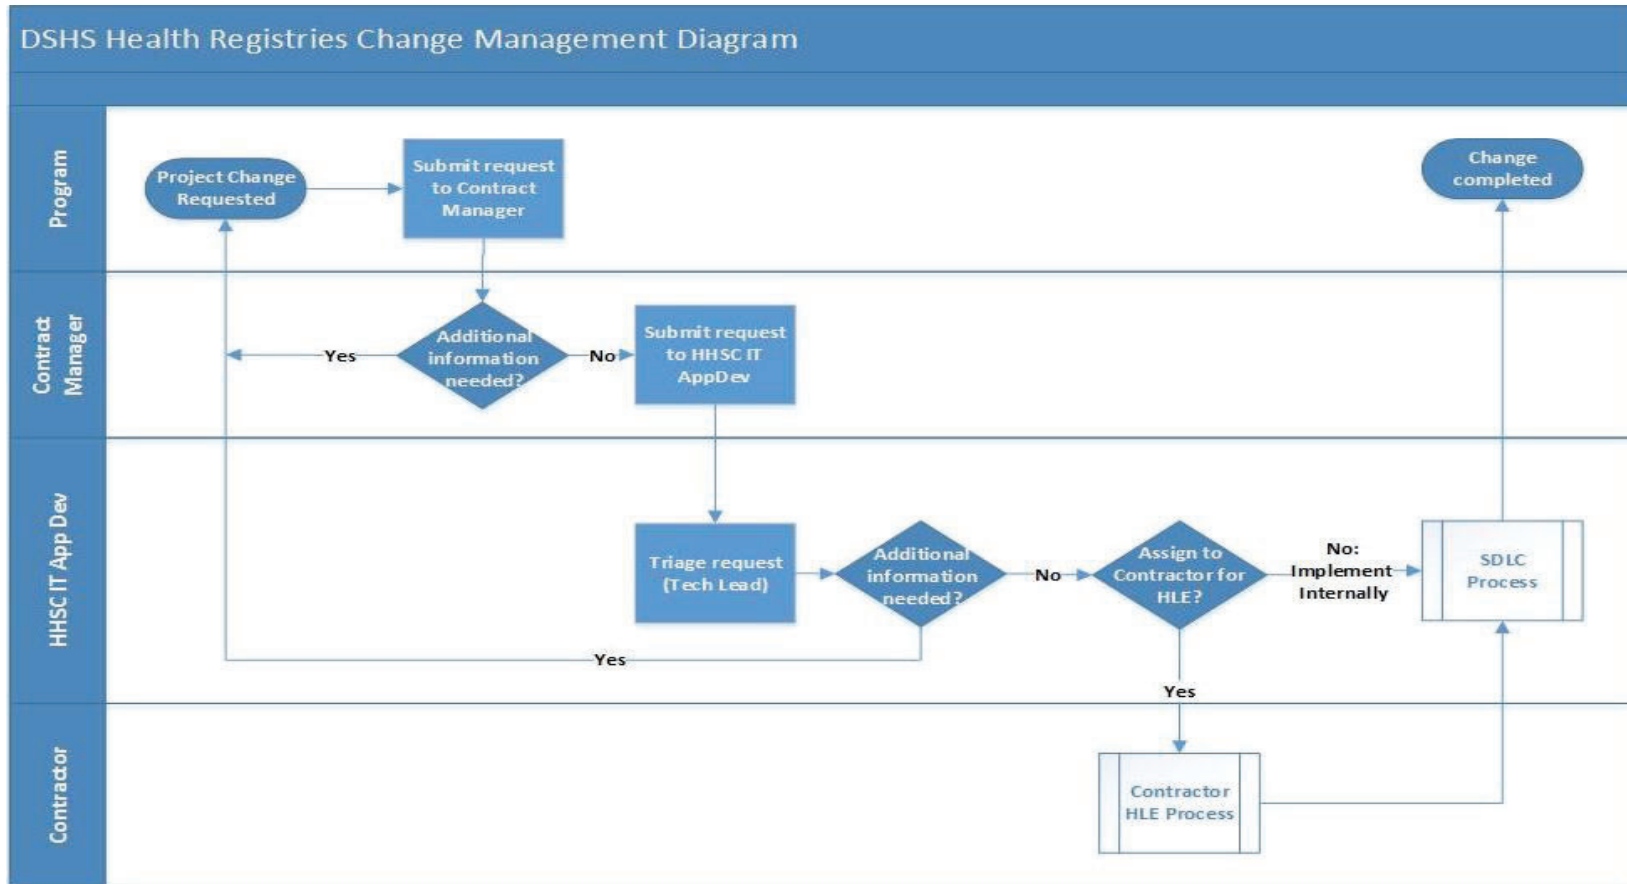 DSHS Health Registries Change Management Diagram
Program
Project Change
Requested
Submit request
to Contract
Manager
Change
completed
Contract
Manager
Yes
Additional
information
needed?
No
Submit request
to HHSC IT
AppDev
HHSC IT App Dev
Triage request
(Tech Lead)
Additional
information
needed?
No
Assign to
Contractor for
HLE?
No:
Implement
Internally
SDLC
Process
Yes
Yes
Contractor
Contractor
HLE Process